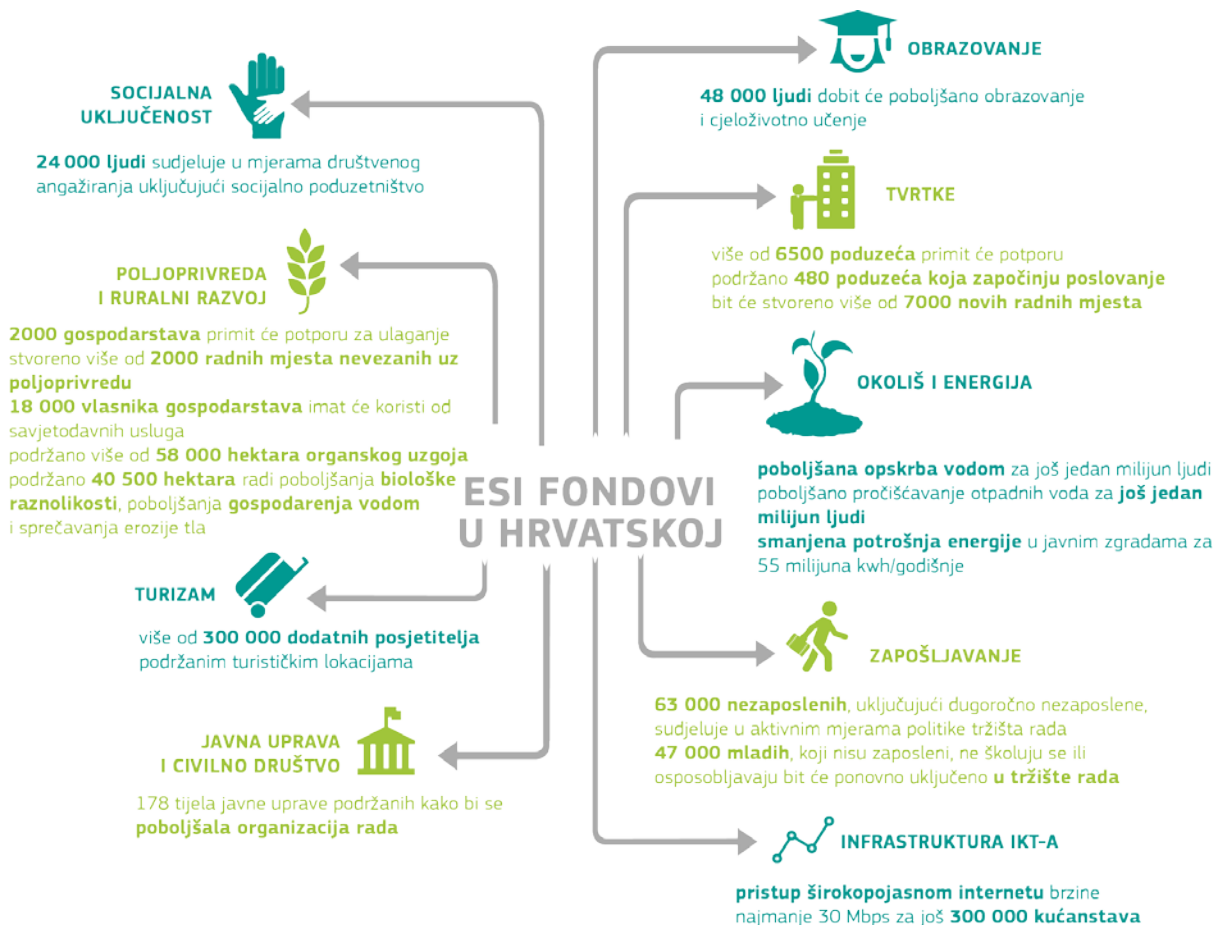 SOCIJALNA
UKLJUČENOST
24 000 ljudi sudjeluje u mjerama društvenog
angažiranja uključujući socijalno poduzetništvo
POLJOPRIVREDA
I RURALNI RAZVOJ
2000 gospodarstava primit će potporu za ulaganje
stvoreno više od 2000 radnih mjesta nevezanih uz
poljoprivredu
18 000 vlasnika gospodarstava imat će koristi od
savjetodavnih usluga
podržano više od 58 000 hektara organskog uzgoja
podržano 40 500 hektara radi poboljšanja biološke
raznolikosti, poboljšanja gospodarenja vodom
i sprečavanja erozije tla
TURIZAM
više od 300 000 dodatnih posjetitelja
podržanim turističkim lokacijama
JAVNA UPRAVA
I CIVILNO DRUŠTVO
178 tijela javne uprave podržanih kako bi se
poboljšala organizacija rada
ESI FONDOVI
U HRVATSKOJ
OBRAZOVANJE
48 000 ljudi dobit će poboljšano obrazovanje
i cjeloživotno učenje
TVRTKE
više od 6500 poduzeća primit će potporu
podržano 480 poduzeća koja započinju poslovanje
bit će stvoreno više od 7000 novih radnih mjesta
OKOLIŠ I ENERGIJA
poboljšana opskrba vodom za još jedan milijun ljudi
poboljšano pročišćavanje otpadnih voda za još jedan
milijun ljudi
smanjena potrošnja energije u javnim zgradama za
55 milijuna kwh/godišnje
ZAPOŠLJAVANJE
63 000 nezaposlenih, uključujući dugoročno nezaposlene,
sudjeluje u aktivnim mjerama politike tržišta rada
47 000 mladih, koji nisu zaposleni, ne školuju se ili
osposobljavaju bit će ponovno uključeno u tržište rada
INFRASTRUKTURA IKT-A
pristup širokopojasnom internetu brzine
najmanje 30 Mbps za još 300 000 kućanstava